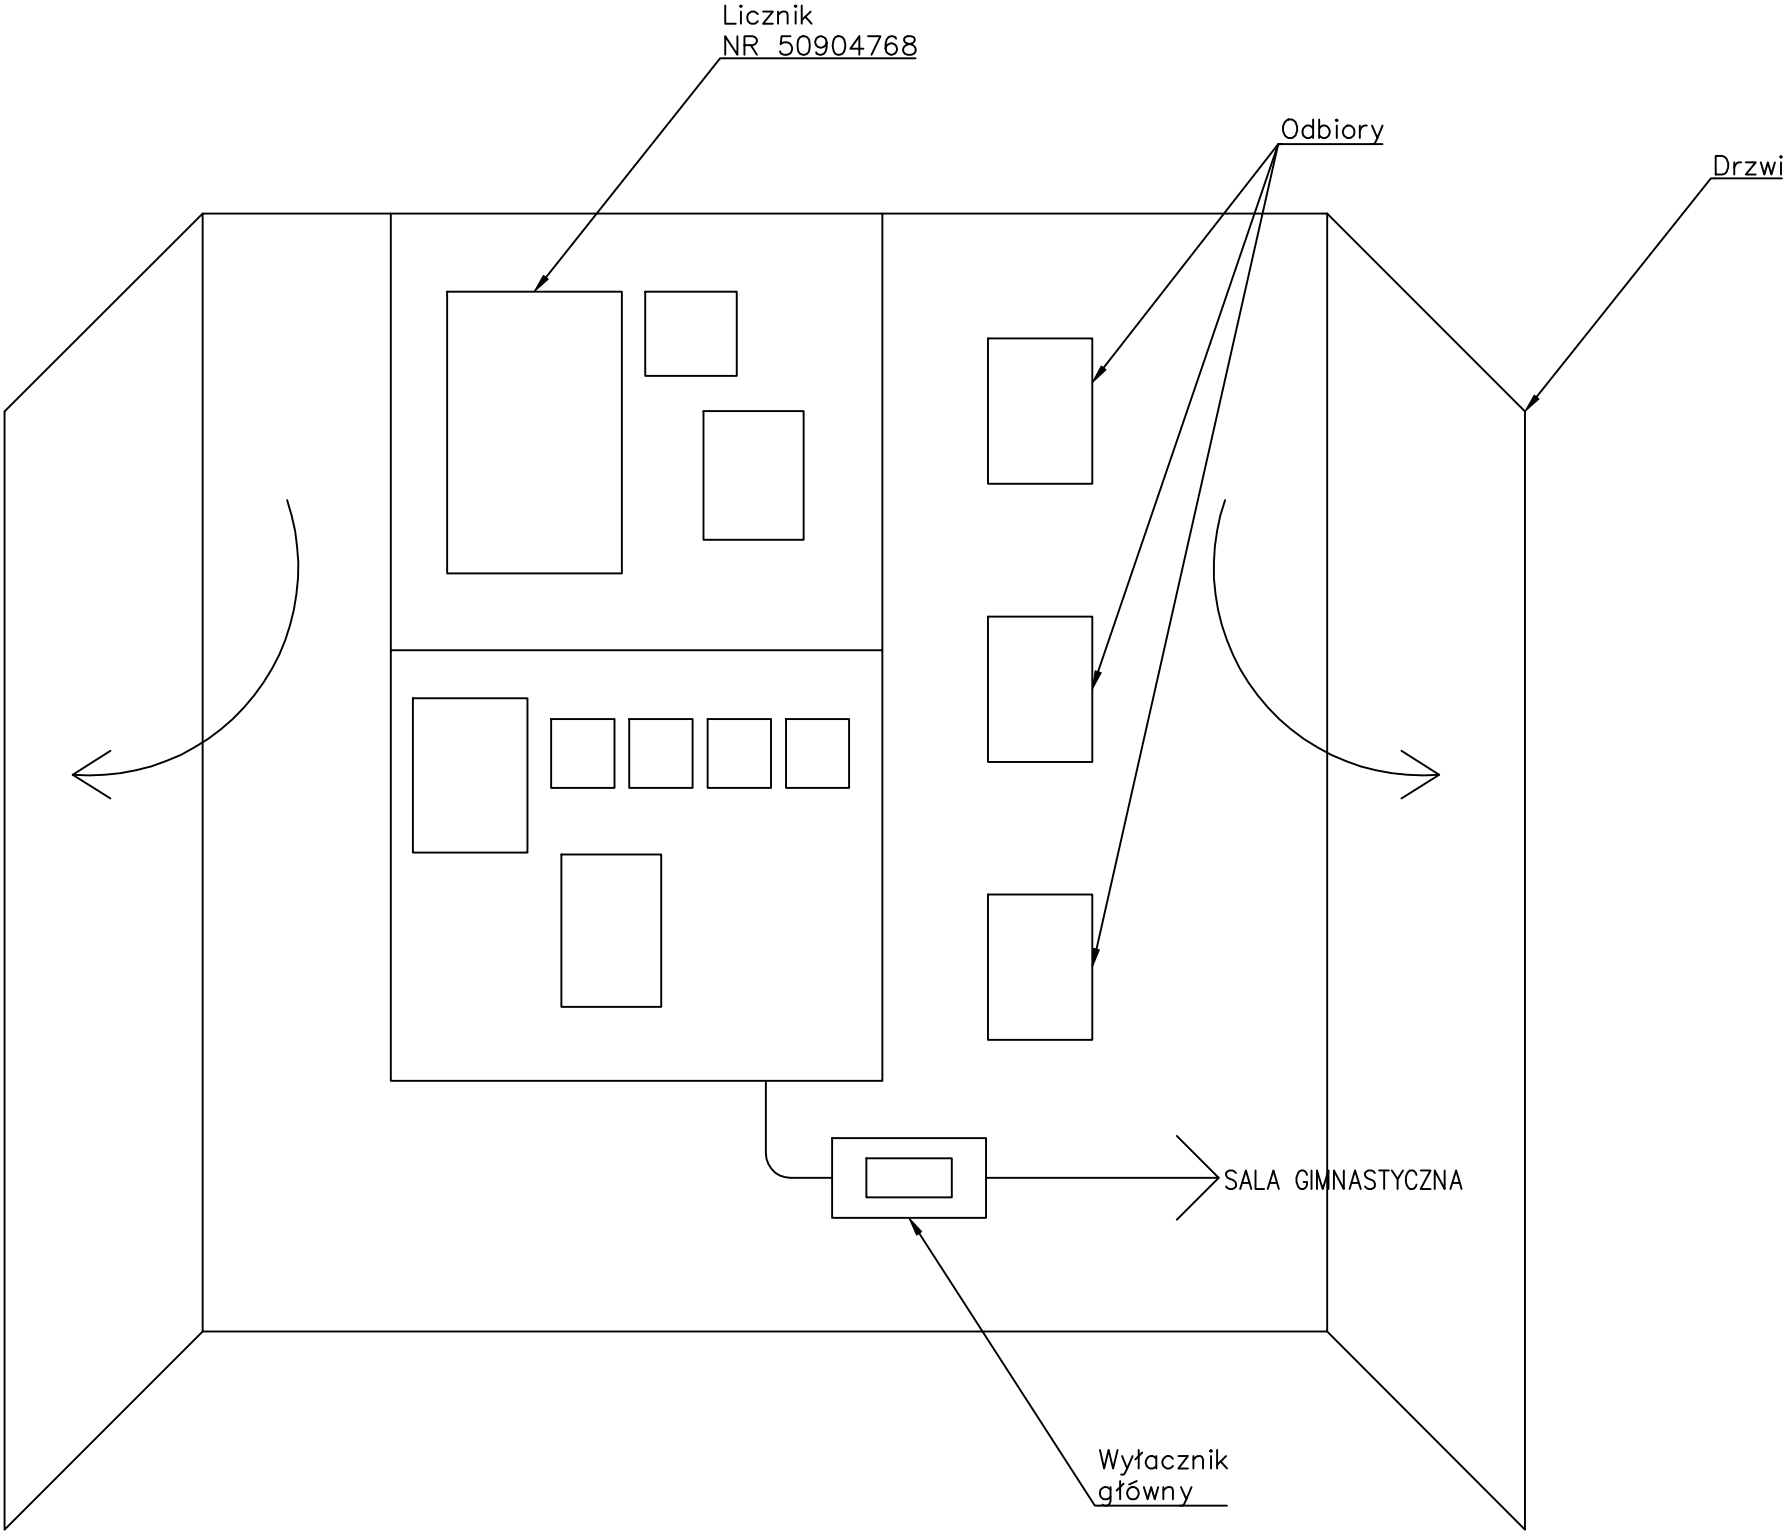 Licznik
NR 50904768
Odbiory
Drzwi
SALA GIMNASTYCZNA
Wyłacznik
główny